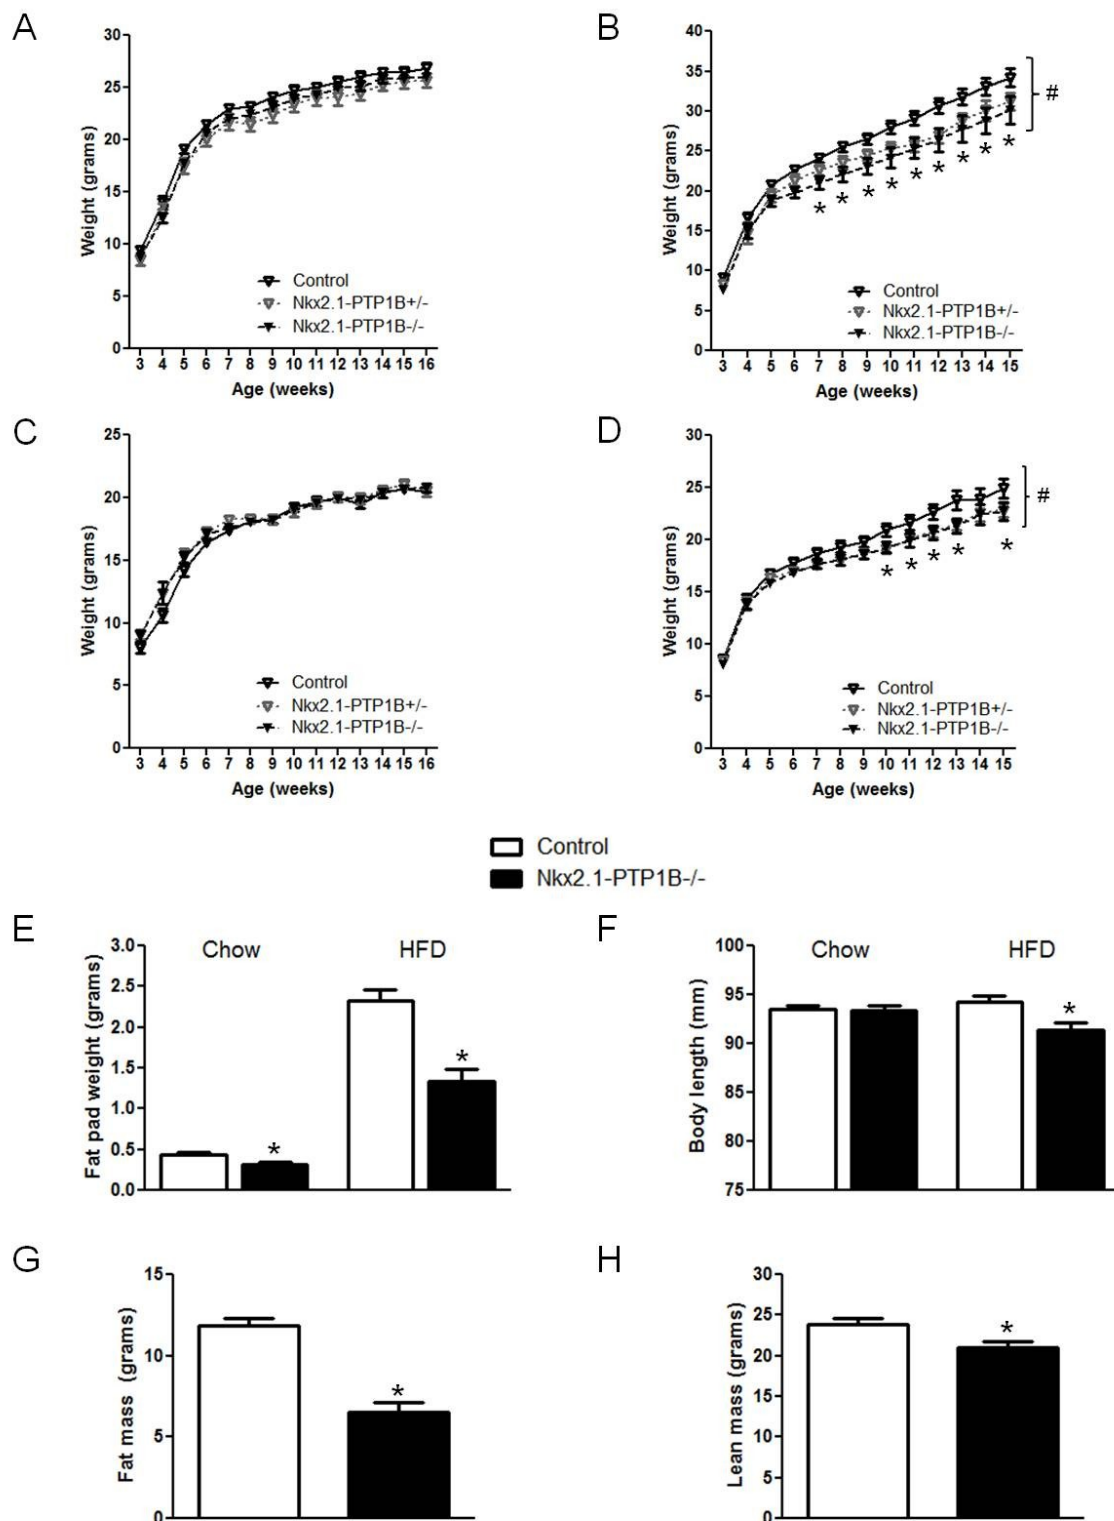 A
30
25
20
15
10
5
0
Weight (grams)
Control
Nkx2.1-PTP1B+/-
Nkx2.1-PTP1B-/-
3 4 5 6 7 8 9 10 11 12 13 14 15 16
Age (weeks)
B
40
35
30
25
20
15
10
5
0
Weight (grams)
#
* * * * * * * * *
Control
Nkx2.1-PTP1B+/-
Nkx2.1-PTP1B-/-
3 4 5 6 7 8 9 10 11 12 13 14 15
Age (weeks)
C
25
20
15
10
5
0
Weight (grams)
Control
Nkx2.1-PTP1B+/-
Nkx2.1-PTP1B-/-
3 4 5 6 7 8 9 10 11 12 13 14 15 16
Age (weeks)
D
30
25
20
15
10
5
0
Weight (grams)
#
* * * * *
Control
Nkx2.1-PTP1B+/-
Nkx2.1-PTP1B-/-
3 4 5 6 7 8 9 10 11 12 13 14 15
Age (weeks)
Control
Nkx2.1-PTP1B-/-
E
3.0
2.5
2.0
1.5
1.0
0.5
0.0
Fat pad weight (grams)
Chow HFD
*
*
F
100
95
90
85
80
75
Body length (mm)
Chow HFD
*
G
15
10
5
0
Fat mass (grams)
*
H
30
25
20
15
10
5
0
Lean mass (grams)
*